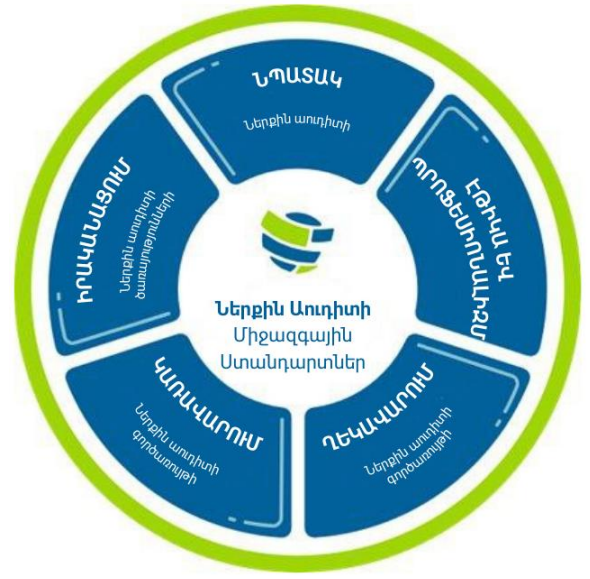 ՆՊԱՏԱԿ
Ներքին աուդիտի
ԷԹԻԿԱ ԵՎ
ՊՐՈՖԵՍԻՈՆԱԼԻԶՄ
ՂԵԿԱՎԱՐՈՒՄ
Ներքին աուդիտի
գործառույթի
ԿԱՌԱՎԱՐՈՒՄ
Ներքին աուդիտի
գործառույթի
ԻՐԱԿԱՆԱՑՈՒՄ
Ներքին աուդիտի
ծառայությունների
Ներքին Աուդիտի
Միջազգային
Ստանդարտներ